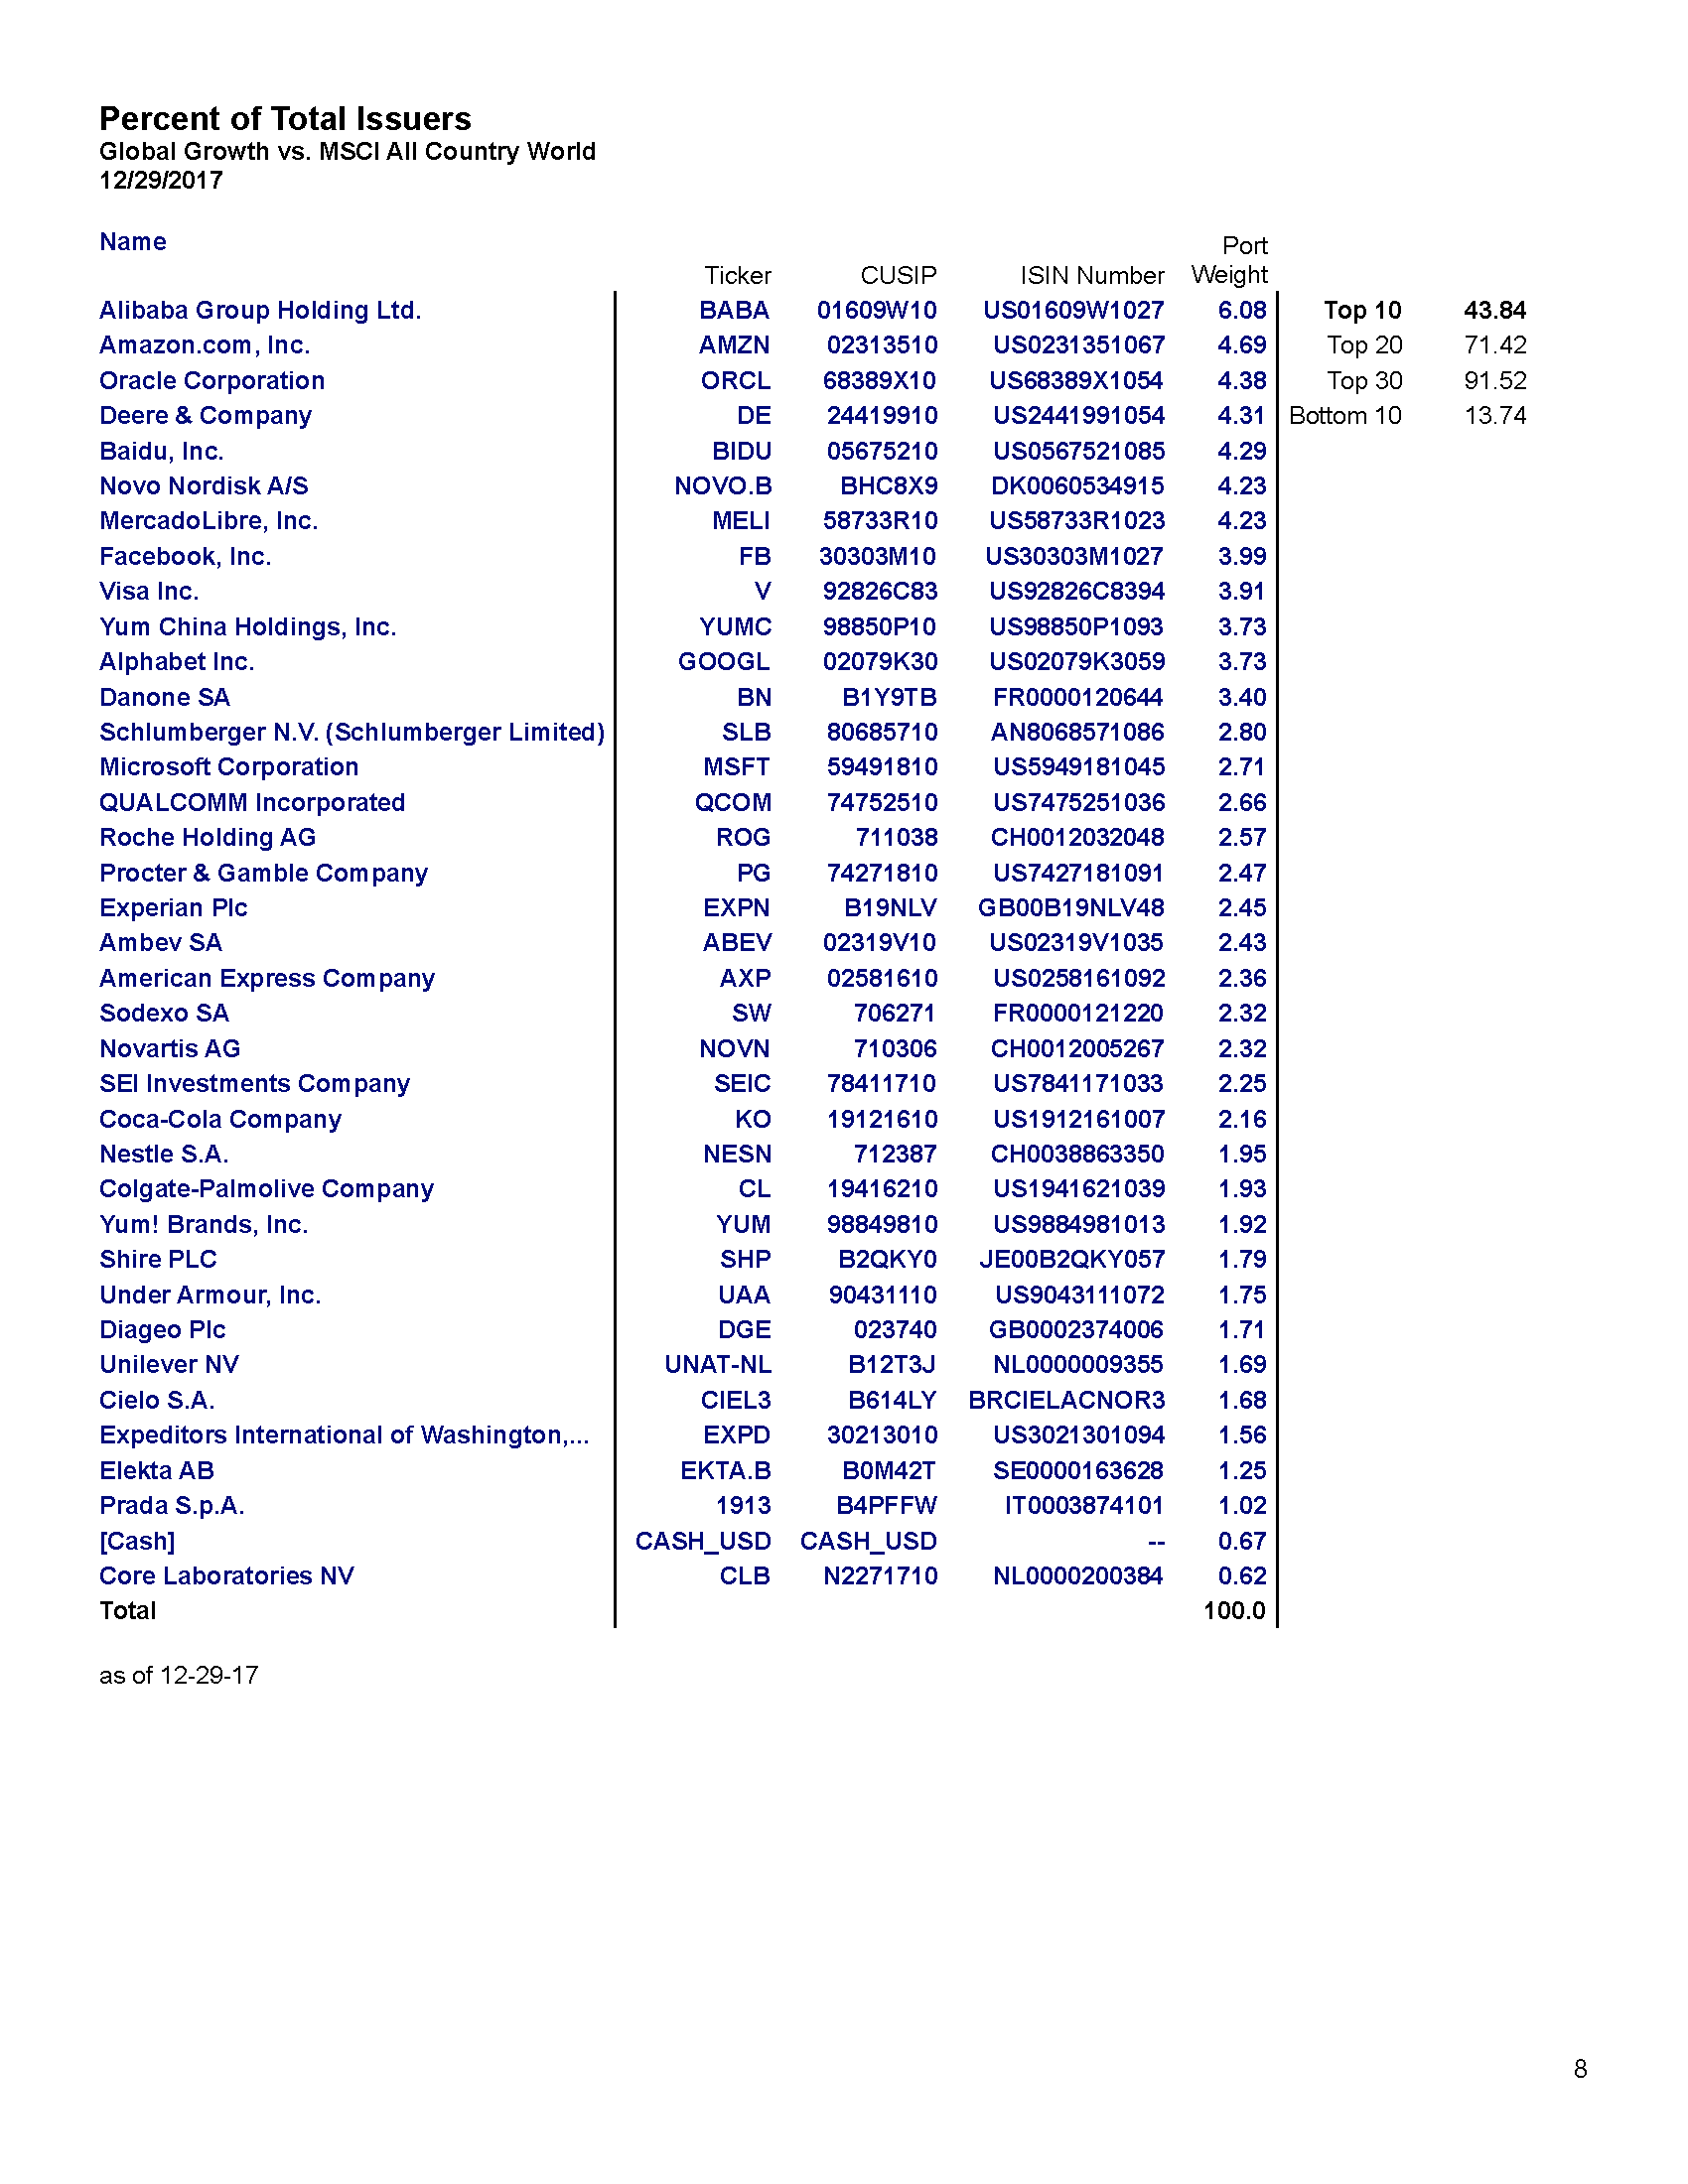 Percent of Total Issuers
Global Growth vs. MSCI All Country World
12/29/2017
Name Ticker CUSIP ISIN Number Port Weight
Alibaba Group Holding Ltd. BABA 01609W10 US01609W1027 6.08 Top 10 43.84
Amazon.com, Inc. AMZN 02313510 US0231351067 4.69 Top 20 71.42
Oracle Corporation ORCL 68389X10 US68389X1054 4.38 Top 30 91.52
Deere & Company DE 24419910 US2441991054 4.31 Bottom 10 13.74
Baidu, Inc. BIDU 05675210 US0567521085 4.29
Novo Nordisk A/S NOVO.B BHC8X9 DK0060534915 4.23
MercadoLibre, Inc. MELI 58733R10 US58733R1023 4.23
Facebook, Inc. FB 30303M10 US30303M1027 3.99
Visa Inc. V 92826C83 US92826C8394 3.91
Yum China Holdings, Inc. YUMC 98850P10 US98850P1093 3.73
Alphabet Inc. GOOGL 02079K30 US02079K3059 3.73
Danone SA BN B1Y9TB FR0000120644 3.40
Schlumberger N.V. (Schlumberger Limited) SLB 80685710 AN8068571086 2.80
Microsoft Corporation MSFT 59491810 US5949181045 2.71
QUALCOMM Incorporated QCOM 74752510 US7475251036 2.66
Roche Holding AG ROG 711038 CH0012032048 2.57
Procter & Gamble Company PG 74271810 US7427181091 2.47
Experian Plc EXPN B19NLV GB00B19NLV48 2.45
Ambev SA ABEV 02319V10 US02319V1035 2.43
American Express Company AXP 02581610 US0258161092 2.36
Sodexo SA SW 706271 FR0000121220 2.32
Novartis AG NOVN 710306 CH0012005267 2.32
SEI Investments Company SEIC 78411710 US7841171033 2.25
Coca-Cola Company KO 19121610 US1912161007 2.16
Nestle S.A. NESN 712387 CH0038863350 1.95
Colgate-Palmolive Company CL 19416210 US1941621039 1.93
Yum! Brands, Inc. YUM 98849810 US9884981013 1.92
Shire PLC SHP B2QKY0 JE00B2QKY057 1.79
Under Armour, Inc. UAA 90431110 US9043111072 1.75
Diageo Plc DGE 023740 GB0002374006 1.71
Unilever NV UNAT-NL B12T3J NL0000009355 1.69
Cielo S.A. CIEL3 B614LY BRCIELACNOR3 1.68
Expeditors International of Washington,... EXPD 30213010 US3021301094 1.56
Elekta AB EKTA.B B0M42T SE0000163628 1.25
Prada S.p.A. 1913 B4PFFW IT0003874101 1.02
[Cash] CASH_USD CASH_USD -- 0.67
Core Laboratories NV CLB N2271710 NL0000200384 0.62
Total 100.0
as of 12-29-17
8